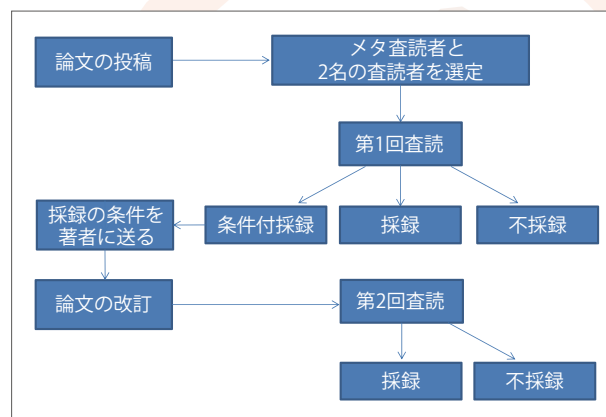 論文の投稿
メタ査読者と
2名の査読者を選定
第1回査読
採録の条件を
著者に送る
条件付採録
採録
不採録
論文の改訂
第2回査読
採録
不採録